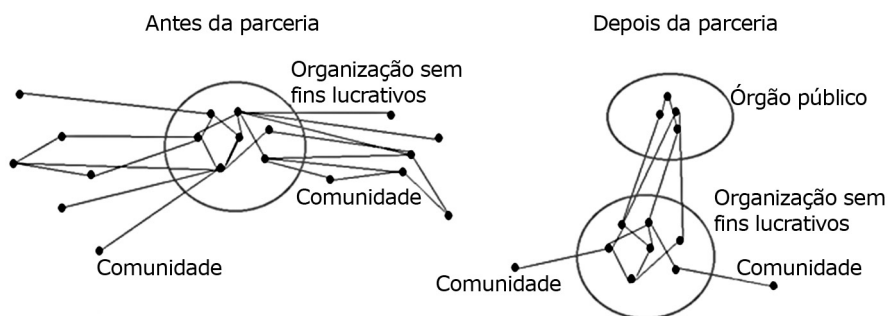 Antes da parceria
Organização sem
fins lucrativos
Comunidade
Comunidade
Depois da parceria
Órgão público
Organização sem
fins lucrativos
Comunidade
Comunidade